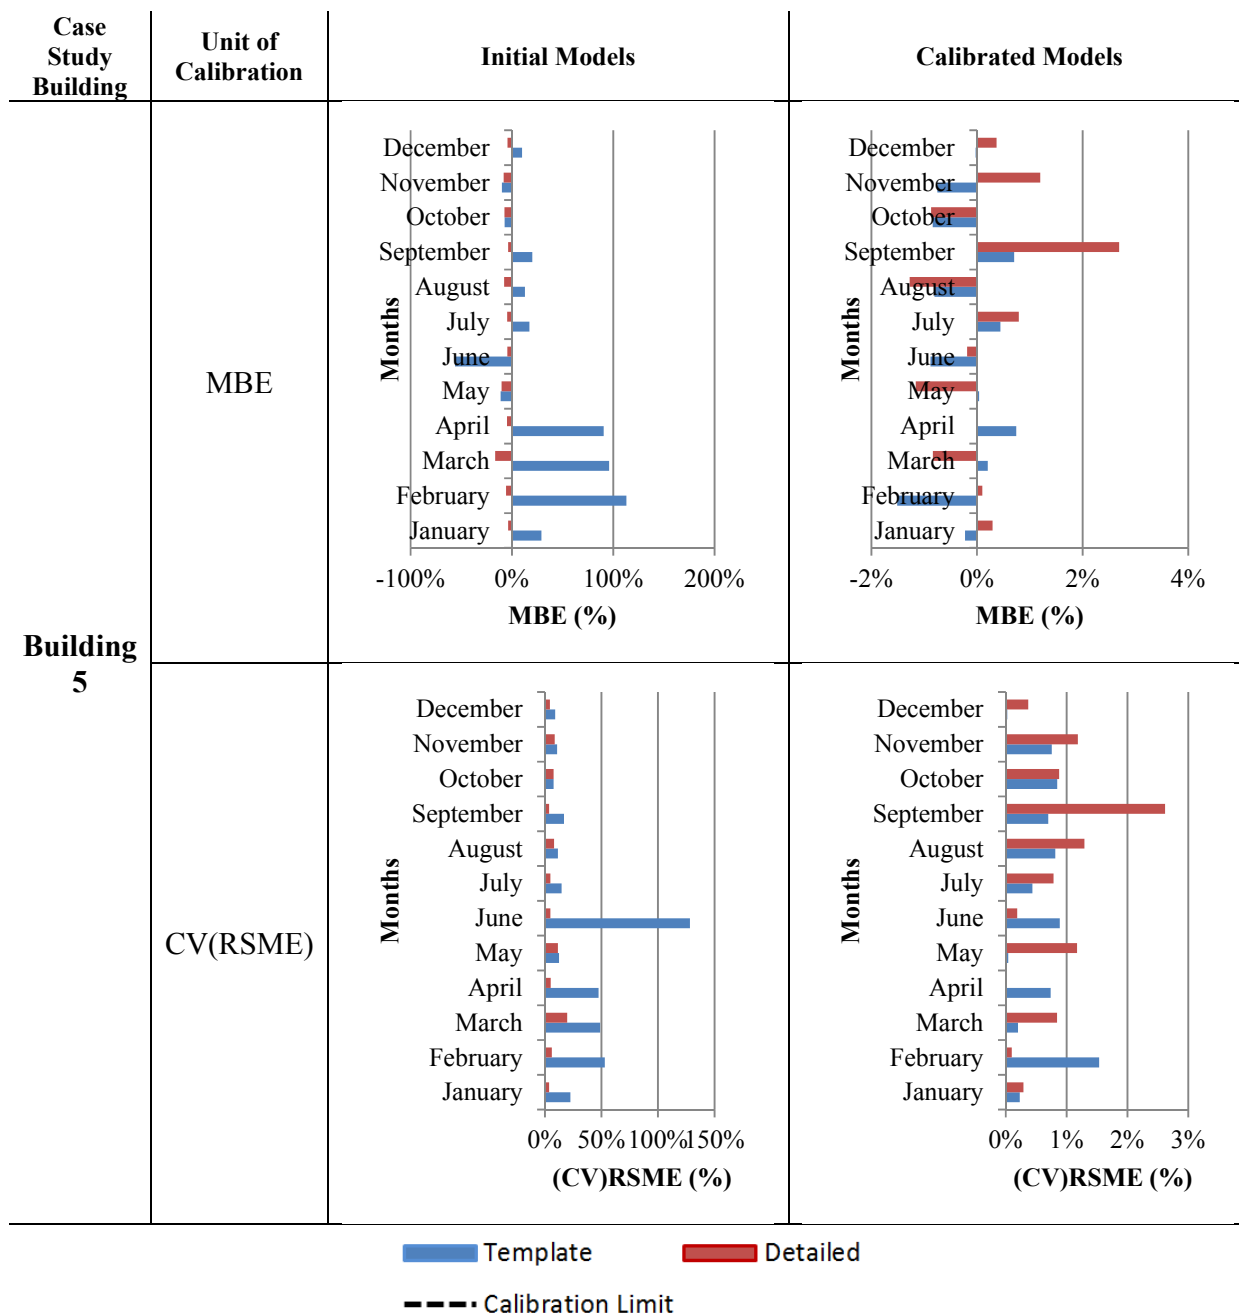 Case
Study
Building
Unit of
Calibration
Initial Models
Calibrated Models
Building
5
MBE
Months
December
November
October
September
August
July
June
May
April
March
February
January
-100% 0% 100% 200%
MBE (%)
Months
December
November
October
September
August
July
June
May
April
March
February
January
-2% 0% 2% 4%
MBE (%)
CV(RSME)
Months
December
November
October
September
August
July
June
May
April
March
February
January
0% 50% 100% 150%
(CV)RSME (%)
Months
December
November
October
September
August
July
June
May
April
March
February
January
0% 1% 2% 3%
(CV)RSME (%)
Template Detailed
Calibration Limit